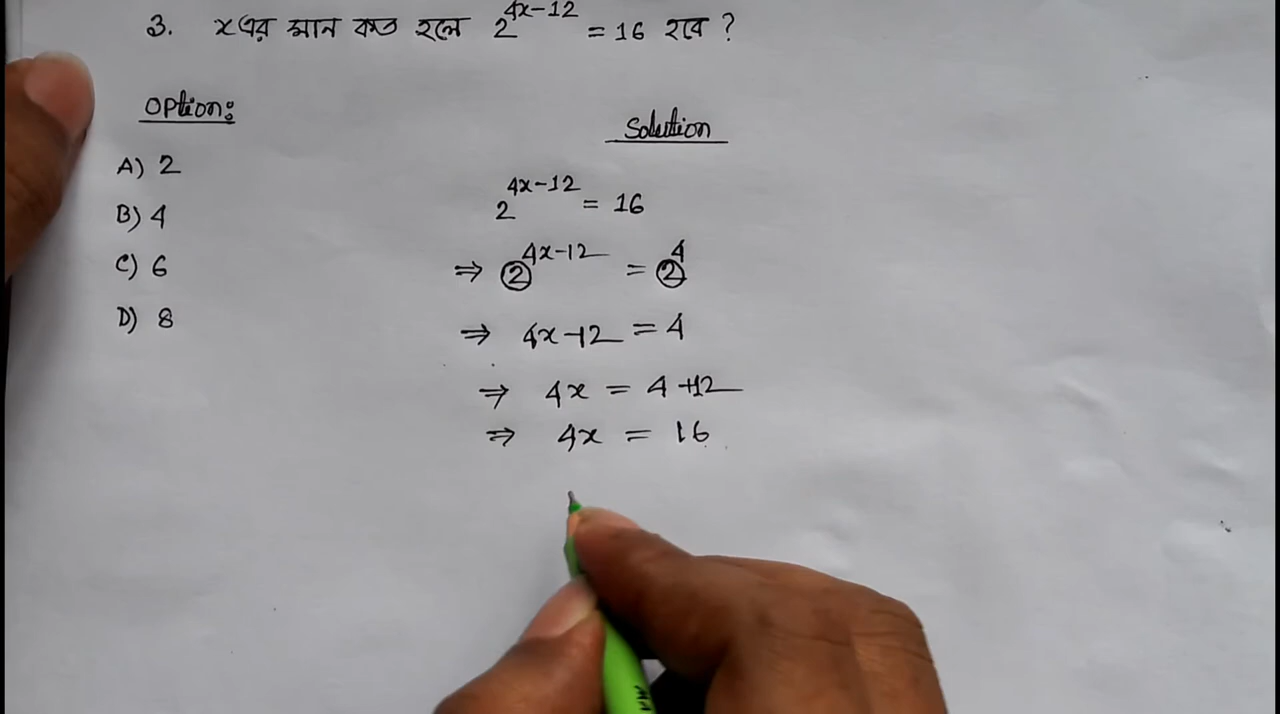 3. x এর মান কত হলে 2^{4x-12} = 16 হবে ?
Option:
A) 2
B) 4
C) 6
D) 8
Solution
2^{4x-12} = 16
⇒ 2^{4x-12} = 2^4
⇒ 4x-12 = 4
⇒ 4x = 4+12
⇒ 4x = 16